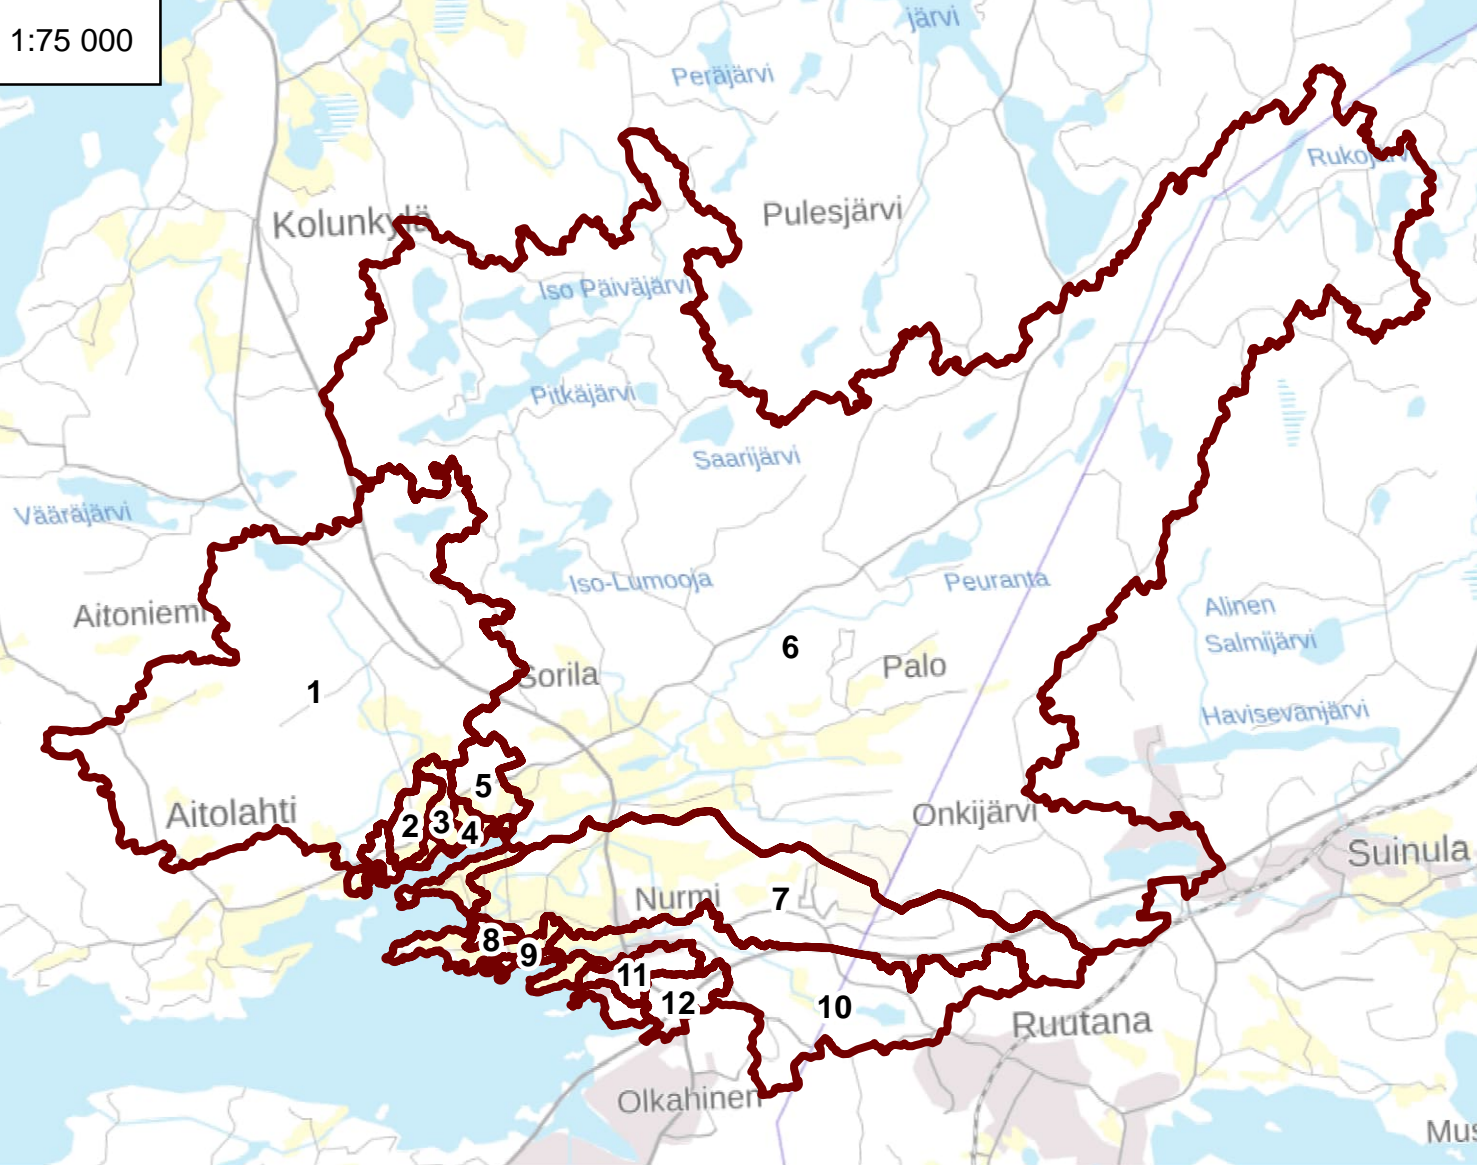 1:75 000
järvi
Peräjärvi
Rukojärvi
Pulesjärvi
Kolunkylä
Iso Päiväjärvi
Pitkäjärvi
Saarijärvi
Vääräjärvi
Iso-Lumooja
Peuranta
Alinen
Salmijärvi
Aitoniemi
6
Palo
Sorila
1
Havisevanjärvi
5
Aitolahti
2
3
4
Onkijärvi
Suinula
Nurmi
7
8
9
11
12
10
Ruutana
Olkahinen
Mus